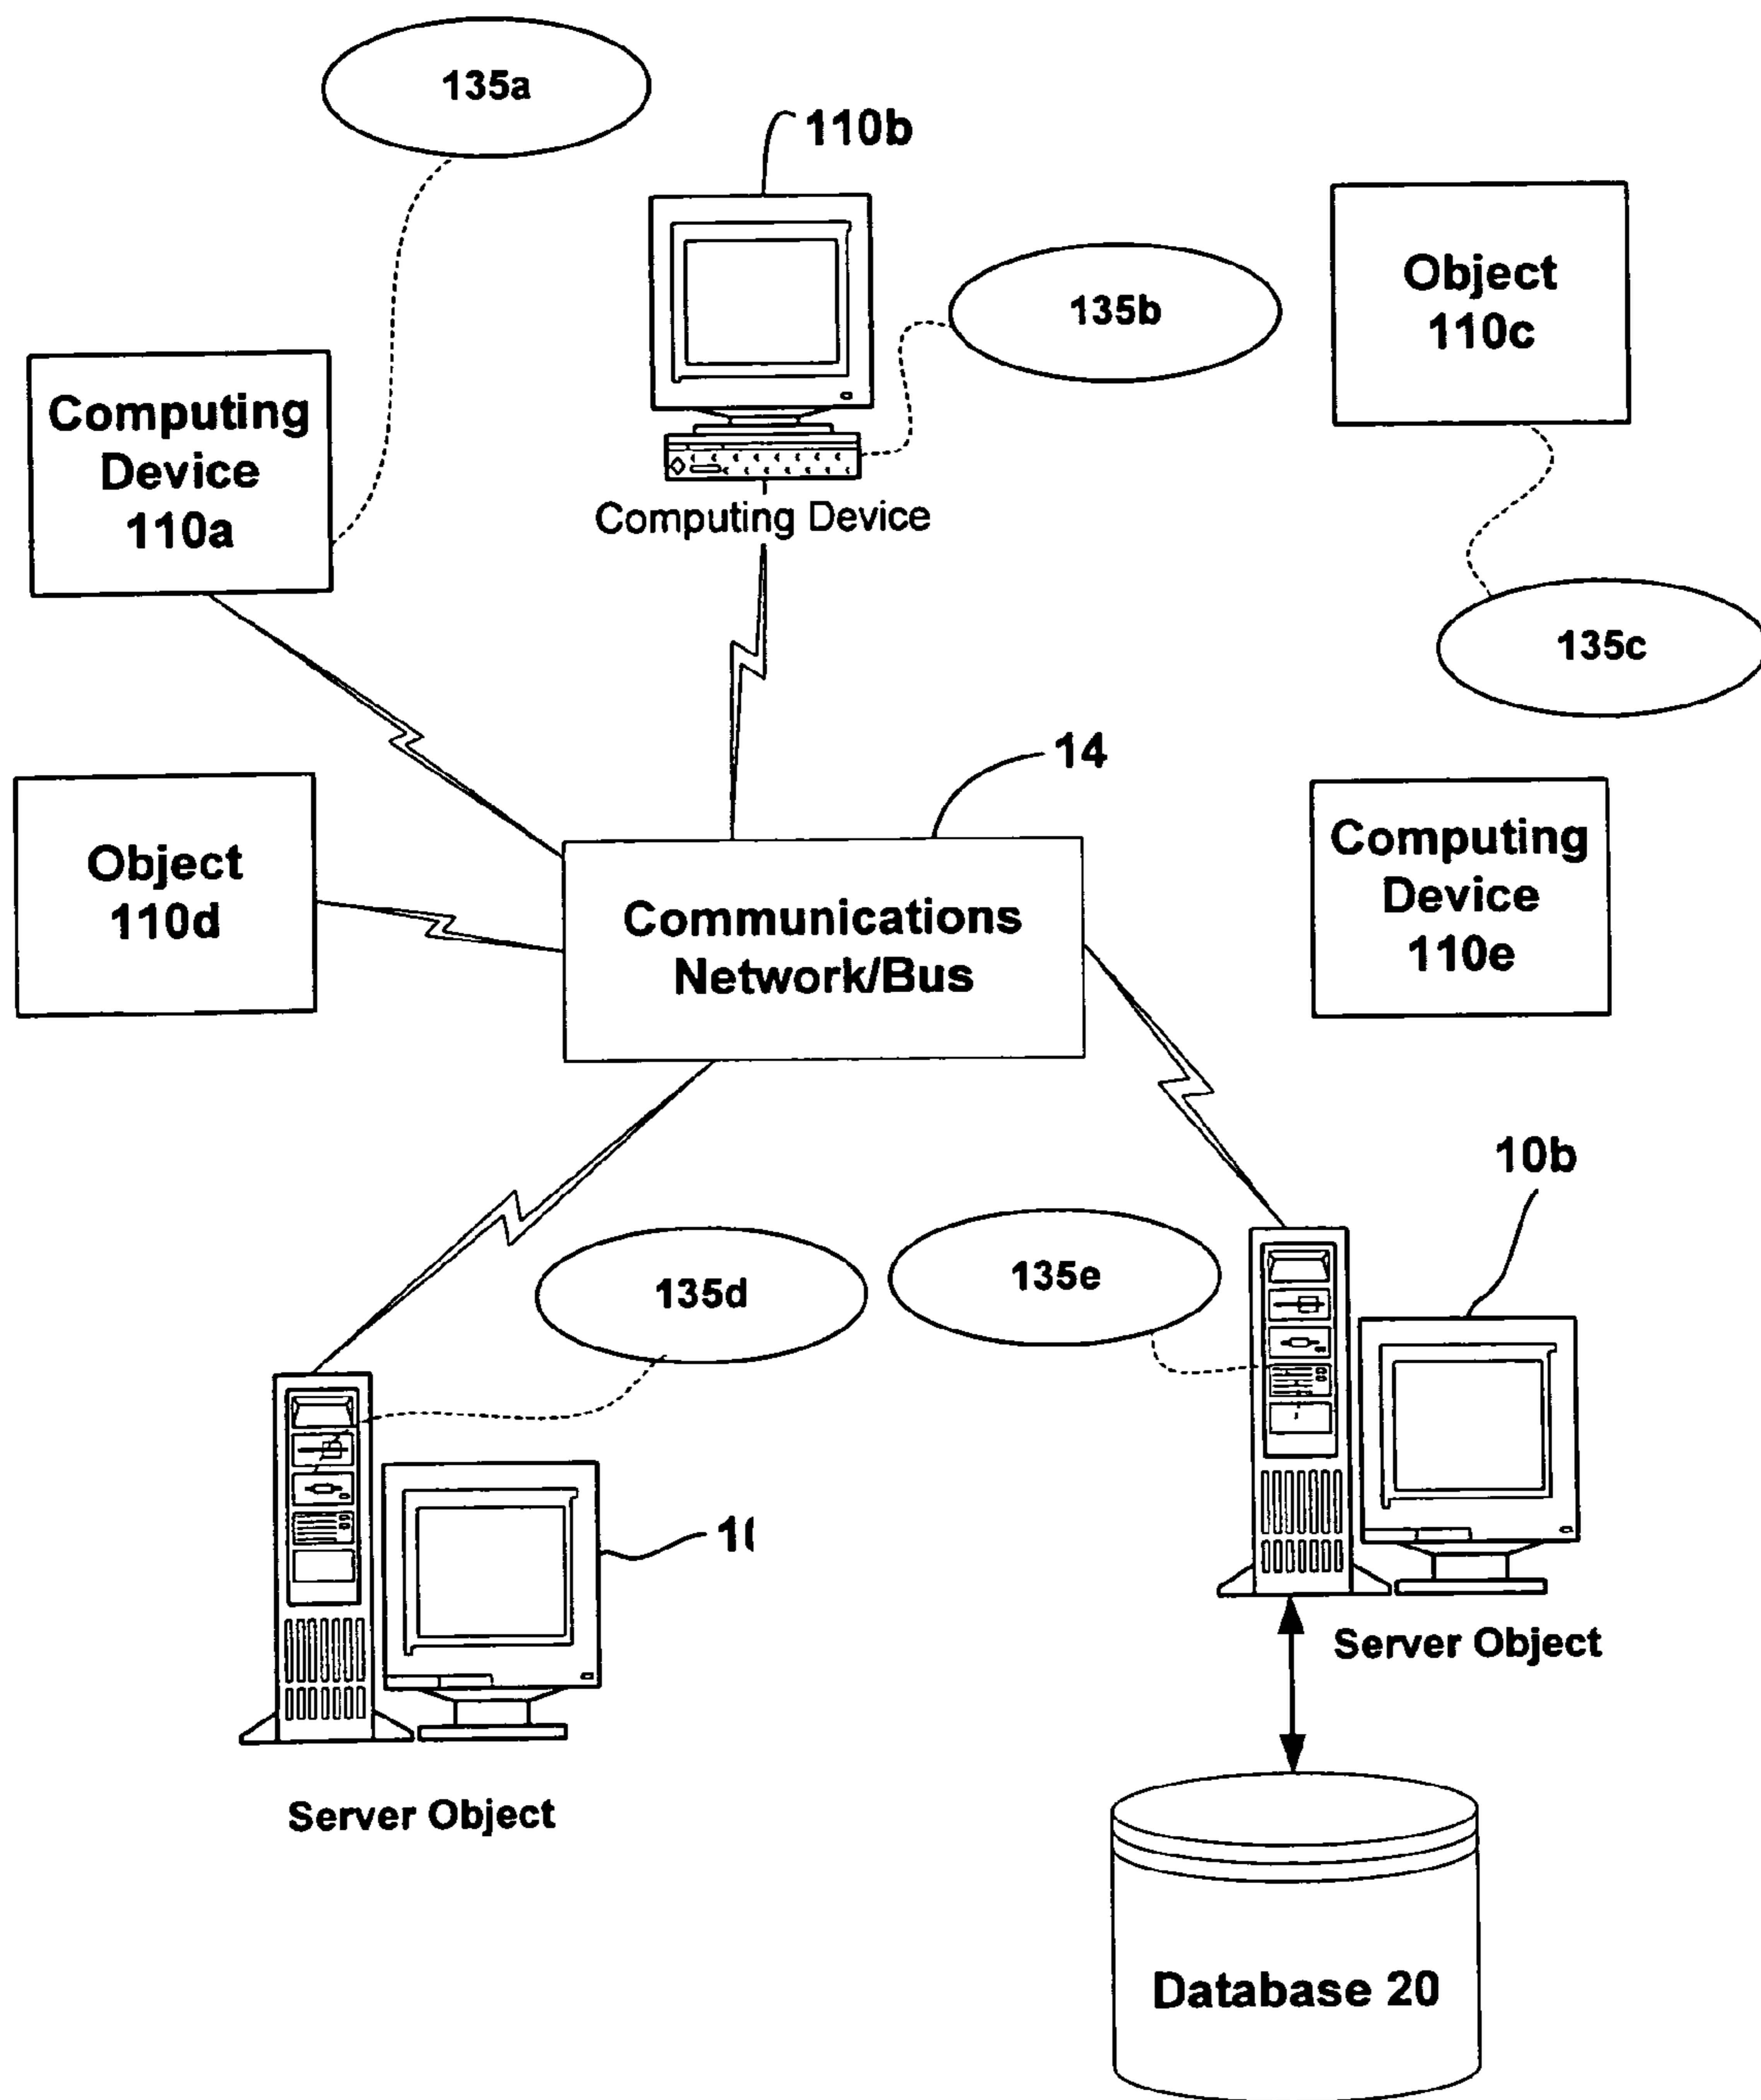 135a
110b
135b
Object
110c
Computing
Device
110a
Computing Device
135c
14
Object
110d
Communications
Network/Bus
Computing
Device
110e
10b
135d
135e
Server Object
Server Object
Database 20